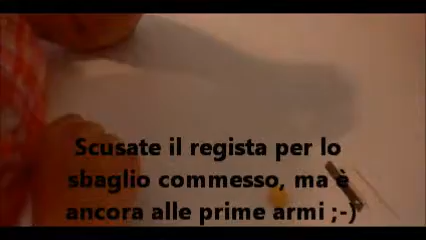 Scusate il regista per lo
sbaglio commesso, ma è
ancora alle prime armi ;-)